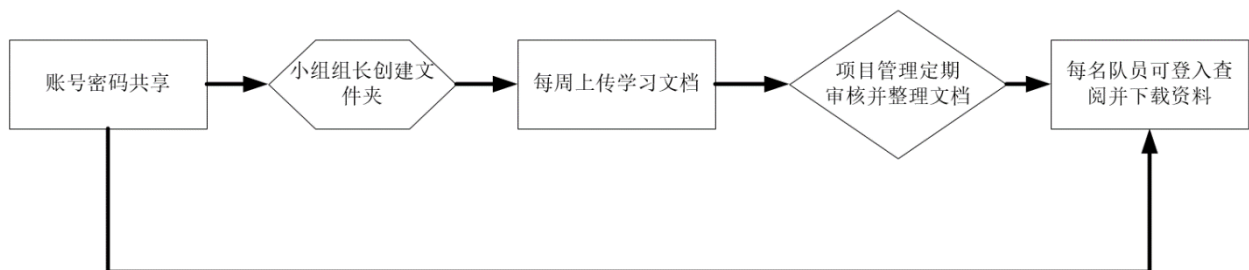 账号密码共享
小组组长创建文
件夹
每周上传学习文档
项目管理定期
审核并整理文档
每名队员可登入查
阅并下载资料